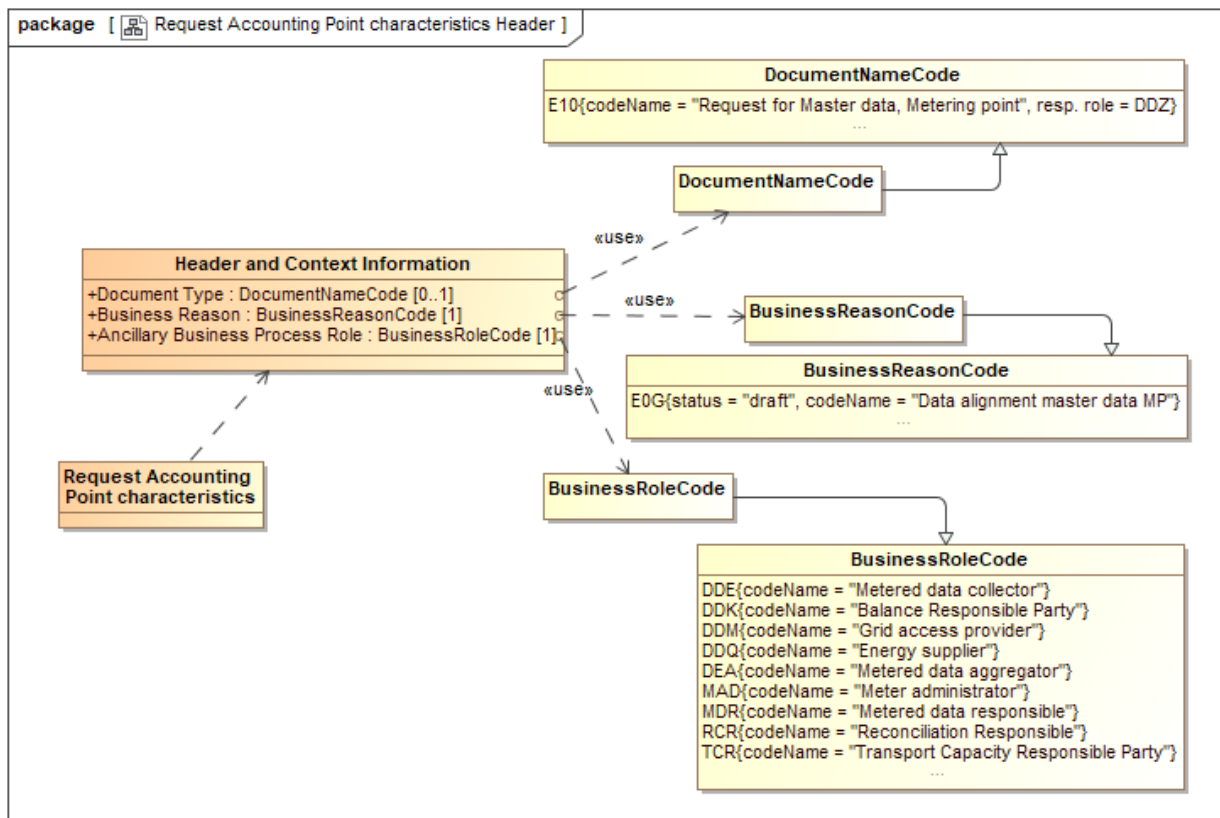 package [ Request Accounting Point characteristics Header ]
DocumentNameCode
E10{codeName = "Request for Master data, Metering point", resp. role = DDZ}
...
DocumentNameCode
«use»
Header and Context Information
+Document Type : DocumentNameCode [0..1]
+Business Reason : BusinessReasonCode [1]
+Ancillary Business Process Role : BusinessRoleCode [1]
«use»
BusinessReasonCode
BusinessReasonCode
E0G{status = "draft", codeName = "Data alignment master data MP"}
...
«use»
Request Accounting
Point characteristics
BusinessRoleCode
BusinessRoleCode
DDE{codeName = "Metered data collector"}
DDK{codeName = "Balance Responsible Party"}
DDM{codeName = "Grid access provider"}
DDQ{codeName = "Energy supplier"}
DEA{codeName = "Metered data aggregator"}
MAD{codeName = "Meter administrator"}
MDR{codeName = "Metered data responsible"}
RCR{codeName = "Reconciliation Responsible"}
TCR{codeName = "Transport Capacity Responsible Party"}
...